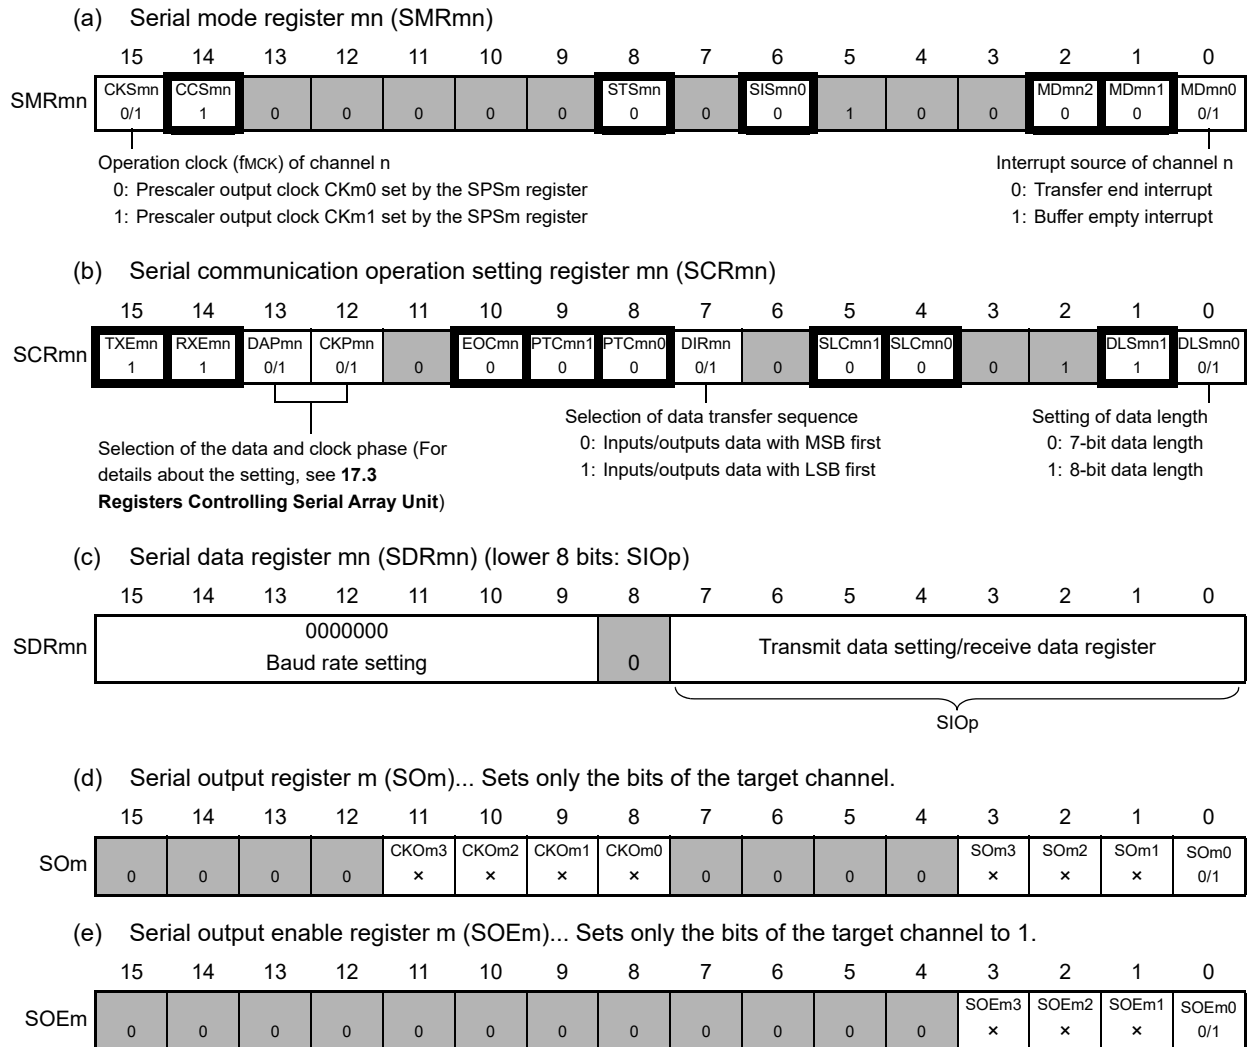 (a) Serial mode register mn (SMRmn)
15 14 13 12 11 10 9 8 7 6 5 4 3 2 1 0
SMRmn CKSmn CCSmn STSmn SISmn0 MDmn2 MDmn1 MDmn0
0/1 1 0 0 0 0 0 0 0 0 1 0 0 0 0 0/1
Operation clock (fMCK) of channel n Interrupt source of channel n
0: Prescaler output clock CKm0 set by the SPSm register 0: Transfer end interrupt
1: Prescaler output clock CKm1 set by the SPSm register 1: Buffer empty interrupt
(b) Serial communication operation setting register mn (SCRmn)
15 14 13 12 11 10 9 8 7 6 5 4 3 2 1 0
SCRmn TXEmn RXEmn DAPmn CKPmn EOCmn PTCmn1 PTCmn0 DIRmn SLCmn1 SLCmn0 DLSmn1 DLSmn0
1 1 0/1 0/1 0 0 0 0 0/1 0 0 0 0 1 1 0/1
Selection of data transfer sequence Setting of data length
0: Inputs/outputs data with MSB first 0: 7-bit data length
1: Inputs/outputs data with LSB first 1: 8-bit data length
Selection of the data and clock phase (For
details about the setting, see 17.3
Registers Controlling Serial Array Unit)
(c) Serial data register mn (SDRmn) (lower 8 bits: SIOp)
15 14 13 12 11 10 9 8 7 6 5 4 3 2 1 0
SDRmn 0000000
Baud rate setting 0 Transmit data setting/receive data register
SIOp
(d) Serial output register m (SOm)... Sets only the bits of the target channel.
15 14 13 12 11 10 9 8 7 6 5 4 3 2 1 0
SOm CKOm3 CKOm2 CKOm1 CKOm0 SOm3 SOm2 SOm1 SOm0
0 0 0 0 × × × × 0 0 0 0 × × × 0/1
(e) Serial output enable register m (SOEm)... Sets only the bits of the target channel to 1.
15 14 13 12 11 10 9 8 7 6 5 4 3 2 1 0
SOEm SOEm3 SOEm2 SOEm1 SOEm0
0 0 0 0 0 0 0 0 0 0 0 0 × × × 0/1